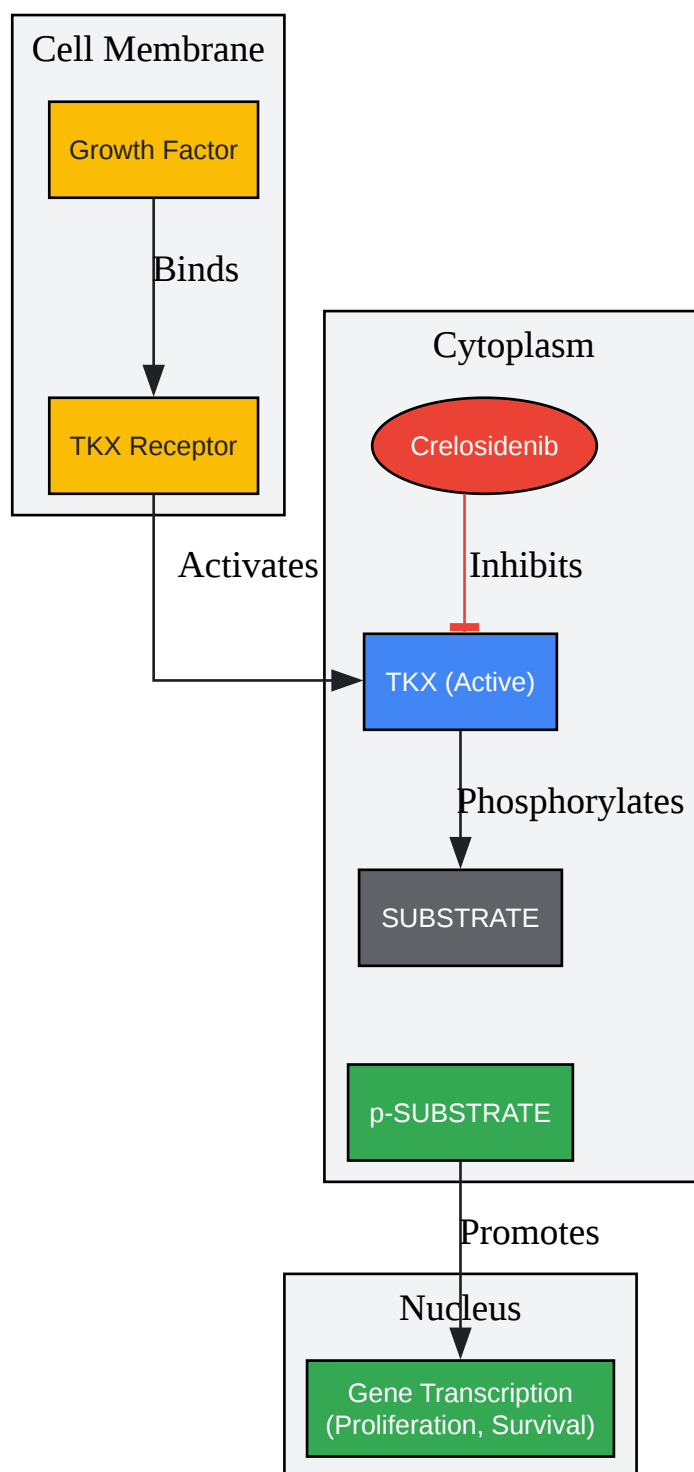 Cell Membrane
Growth Factor
Binds
TKX Receptor
Activates
Cytoplasm
Crelosidenib
Inhibits
TKX (Active)
Phosphorylates
SUBSTRATE
p-SUBSTRATE
Promotes
Nucleus
Gene Transcription
(Proliferation, Survival)